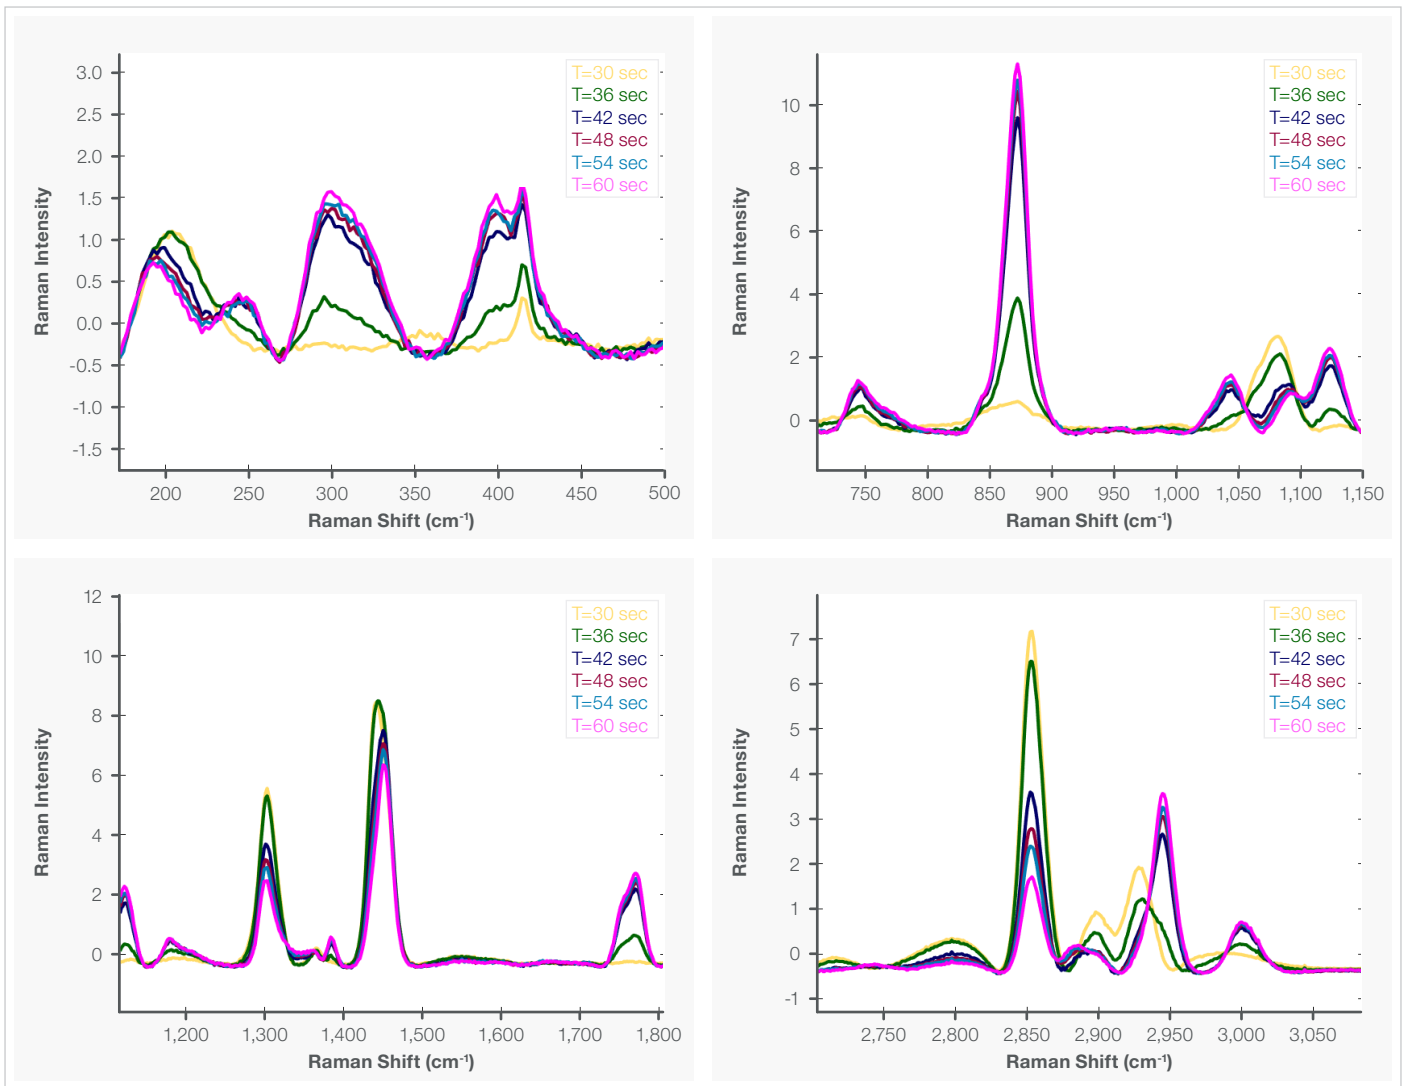 3.0
2.5
2.0
1.5
1.0
0.5
0.0
-0.5
-1.0
-1.5
Raman Intensity
T=30 sec
T=36 sec
T=42 sec
T=48 sec
T=54 sec
T=60 sec
200 250 300 350 400 450 500
Raman Shift (cm⁻¹)
10
8
6
4
2
0
Raman Intensity
T=30 sec
T=36 sec
T=42 sec
T=48 sec
T=54 sec
T=60 sec
750 800 850 900 950 1,000 1,050 1,100 1,150
Raman Shift (cm⁻¹)
12
10
8
6
4
2
0
Raman Intensity
T=30 sec
T=36 sec
T=42 sec
T=48 sec
T=54 sec
T=60 sec
1,200 1,300 1,400 1,500 1,600 1,700 1,800
Raman Shift (cm⁻¹)
7
6
5
4
3
2
1
0
-1
Raman Intensity
T=30 sec
T=36 sec
T=42 sec
T=48 sec
T=54 sec
T=60 sec
2,750 2,800 2,850 2,900 2,950 3,000 3,050
Raman Shift (cm⁻¹)